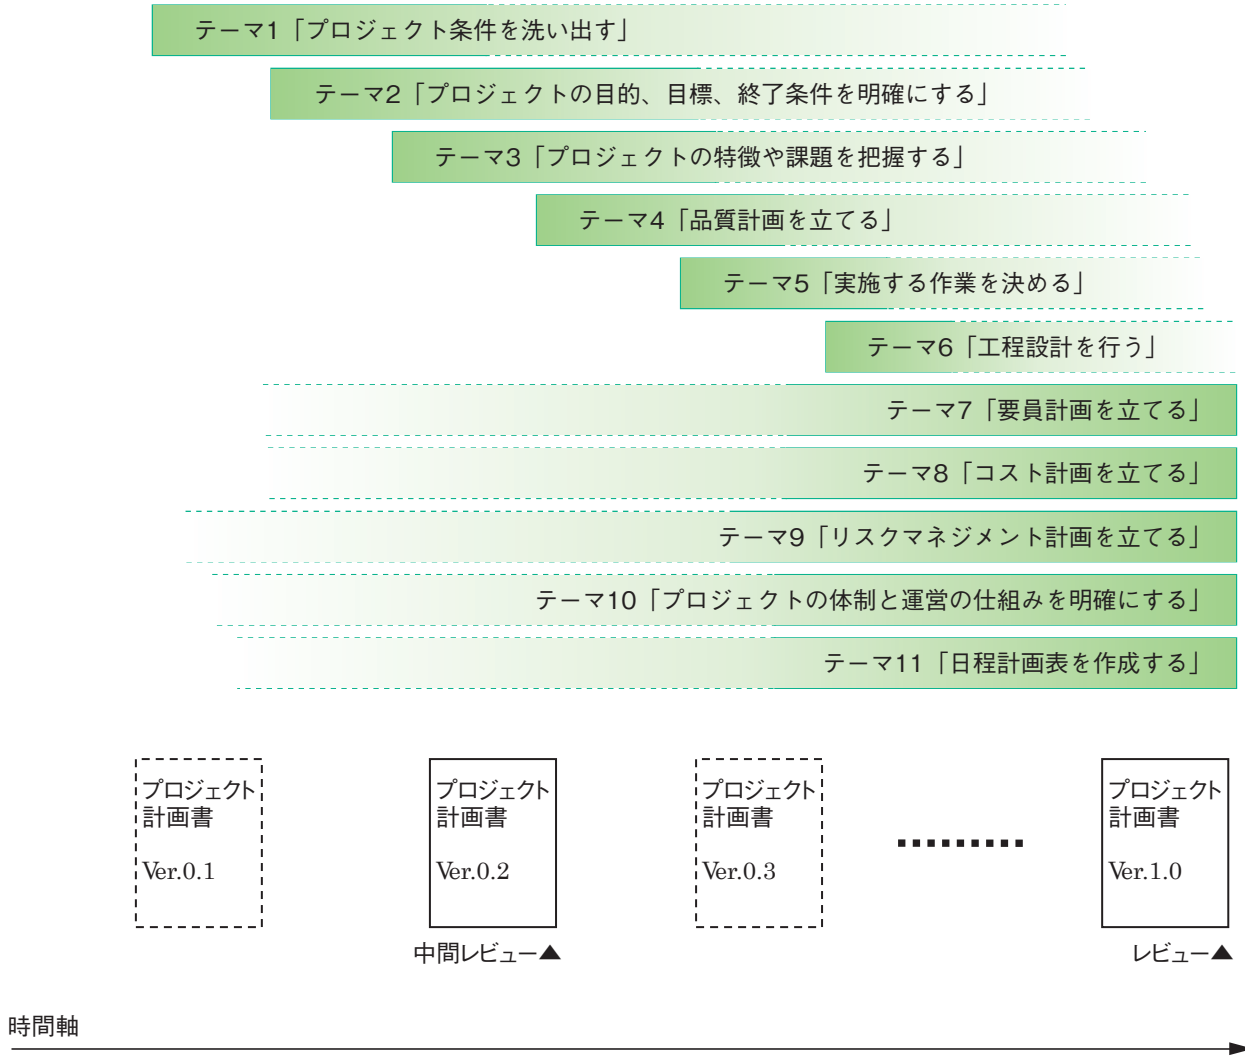 テーマ1「プロジェクト条件を洗い出す」
テーマ2「プロジェクトの目的、目標、終了条件を明確にする」
テーマ3「プロジェクトの特徴や課題を把握する」
テーマ4「品質計画を立てる」
テーマ5「実施する作業を決める」
テーマ6「工程設計を行う」
テーマ7「要員計画を立てる」
テーマ8「コスト計画を立てる」
テーマ9「リスクマネジメント計画を立てる」
テーマ10「プロジェクトの体制と運営の仕組みを明確にする」
テーマ11「日程計画表を作成する」
プロジェクト
計画書
Ver.0.1
プロジェクト
計画書
Ver.0.2
プロジェクト
計画書
Ver.0.3
プロジェクト
計画書
Ver.1.0
中間レビュー▲
レビュー▲
時間軸